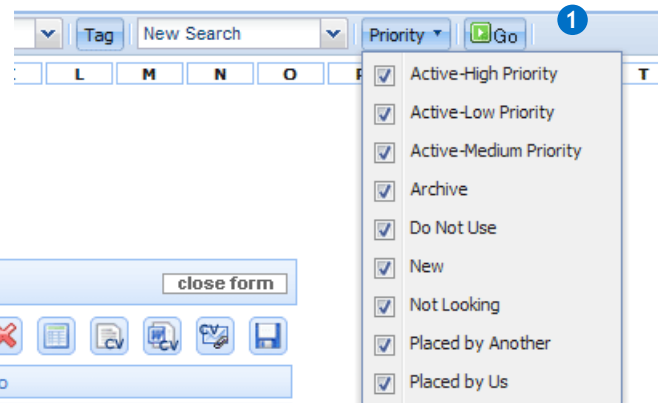 Tag New Search Priority Go 1
L M N O T
Active-High Priority
Active-Low Priority
Active-Medium Priority
Archive
Do Not Use
New
close form
Not Looking
CV CV CV
Placed by Another
Placed by Us